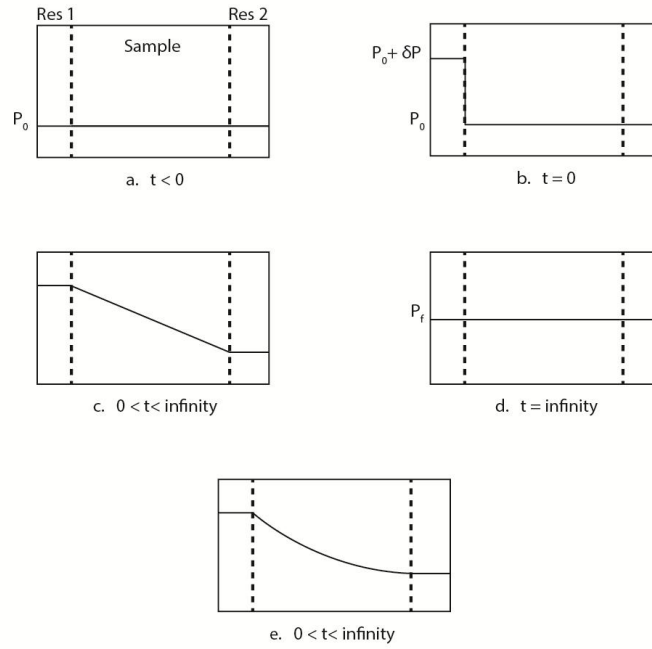 Res 1 Res 2
Sample
P₀
a. t < 0
P₀ + δP
P₀
b. t = 0
c. 0 < t< infinity
P_f
d. t = infinity
e. 0 < t< infinity